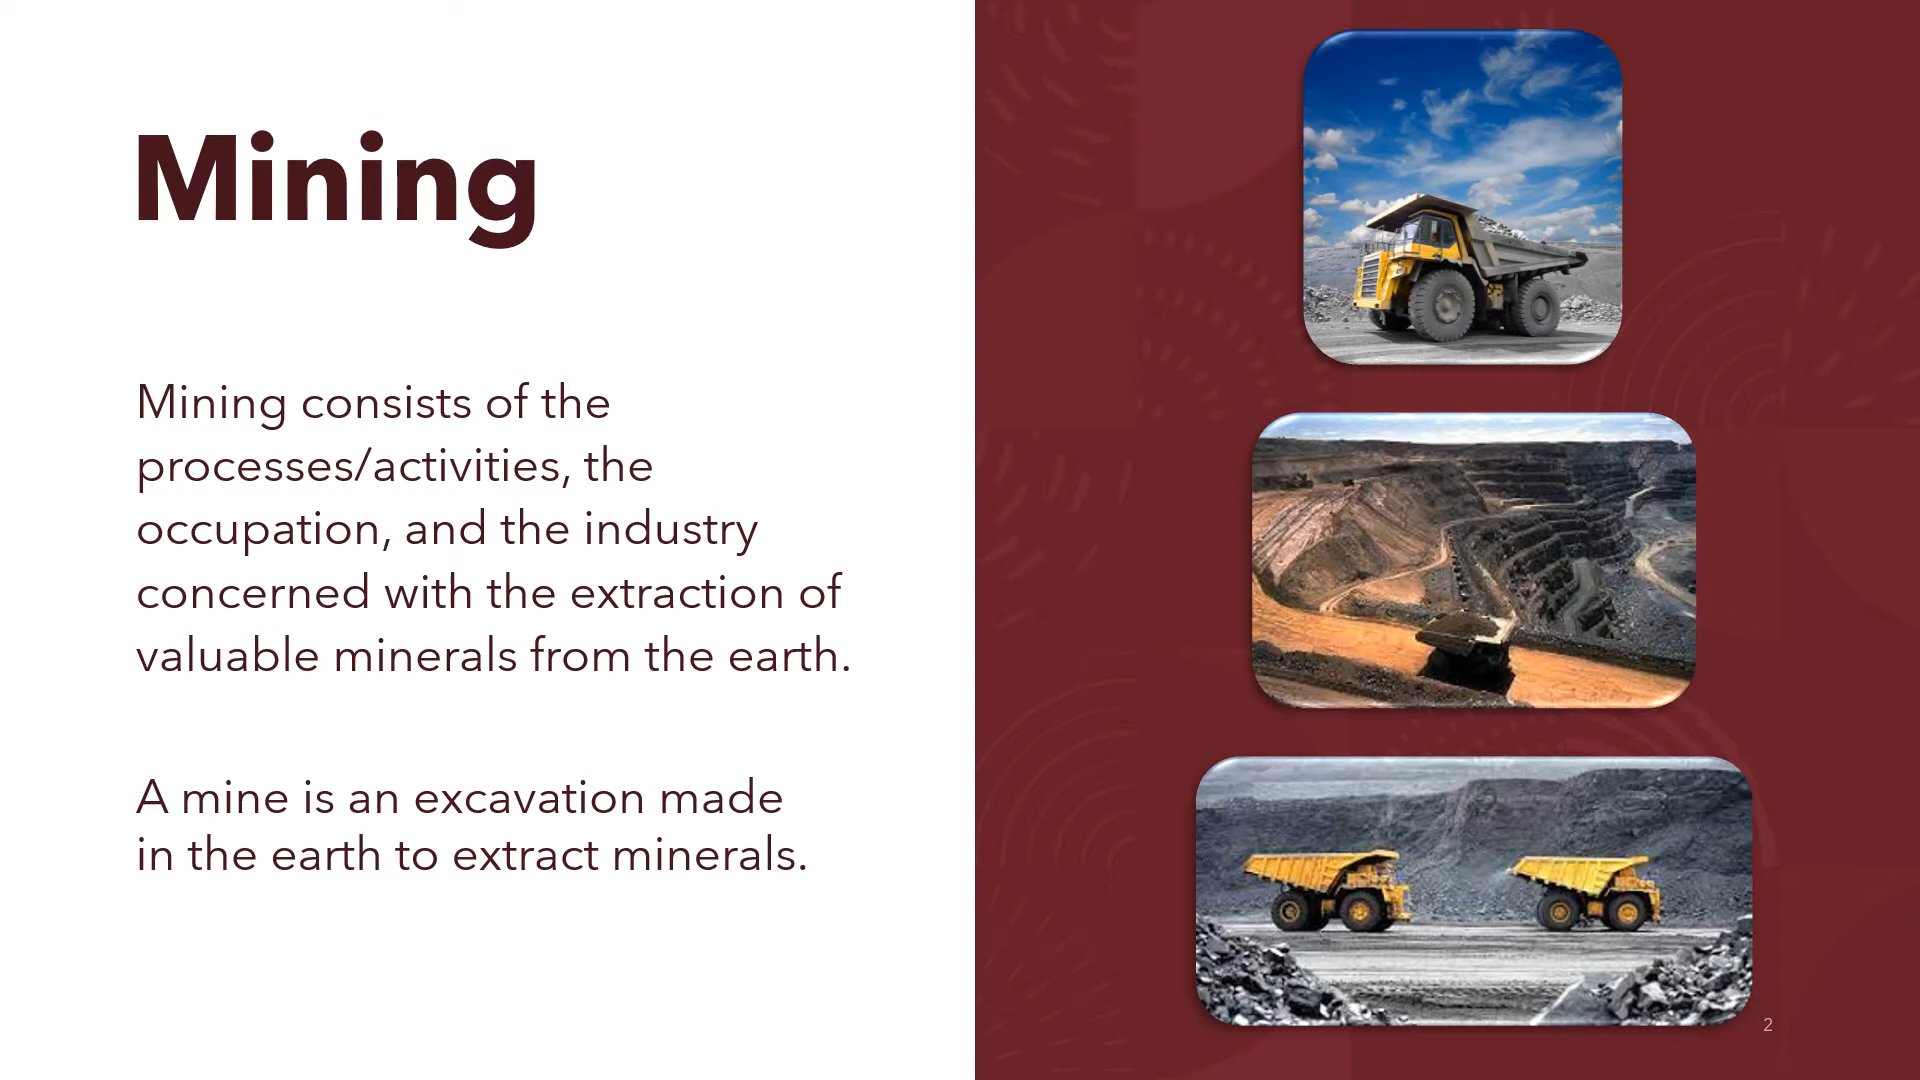 Mining
Mining consists of the
processes/activities, the
occupation, and the industry
concerned with the extraction of
valuable minerals from the earth.
A mine is an excavation made
in the earth to extract minerals.
2